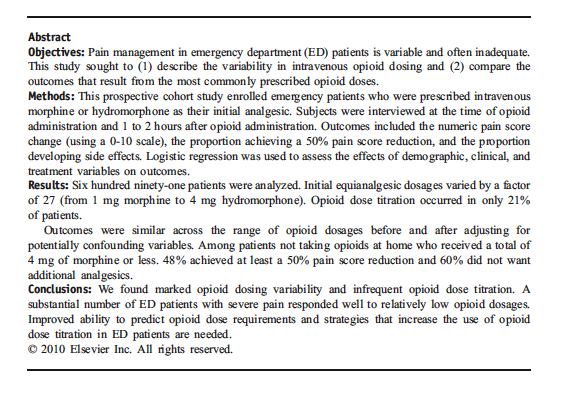 Abstract
Objectives: Pain management in emergency department (ED) patients is variable and often inadequate.
This study sought to (1) describe the variability in intravenous opioid dosing and (2) compare the
outcomes that result from the most commonly prescribed opioid doses.
Methods: This prospective cohort study enrolled emergency patients who were prescribed intravenous
morphine or hydromorphone as their initial analgesic. Subjects were interviewed at the time of opioid
administration and 1 to 2 hours after opioid administration. Outcomes included the numeric pain score
change (using a 0-10 scale), the proportion achieving a 50% pain score reduction, and the proportion
developing side effects. Logistic regression was used to assess the effects of demographic, clinical, and
treatment variables on outcomes.
Results: Six hundred ninety-one patients were analyzed. Initial equianalgesic dosages varied by a factor
of 27 (from 1 mg morphine to 4 mg hydromorphone). Opioid dose titration occurred in only 21%
of patients.
Outcomes were similar across the range of opioid dosages before and after adjusting for
potentially confounding variables. Among patients not taking opioids at home who received a total of
4 mg of morphine or less. 48% achieved at least a 50% pain score reduction and 60% did not want
additional analgesics.
Conclusions: We found marked opioid dosing variability and infrequent opioid dose titration. A
substantial number of ED patients with severe pain responded well to relatively low opioid dosages.
Improved ability to predict opioid dose requirements and strategies that increase the use of opioid
dose titration in ED patients are needed.
© 2010 Elsevier Inc. All rights reserved.